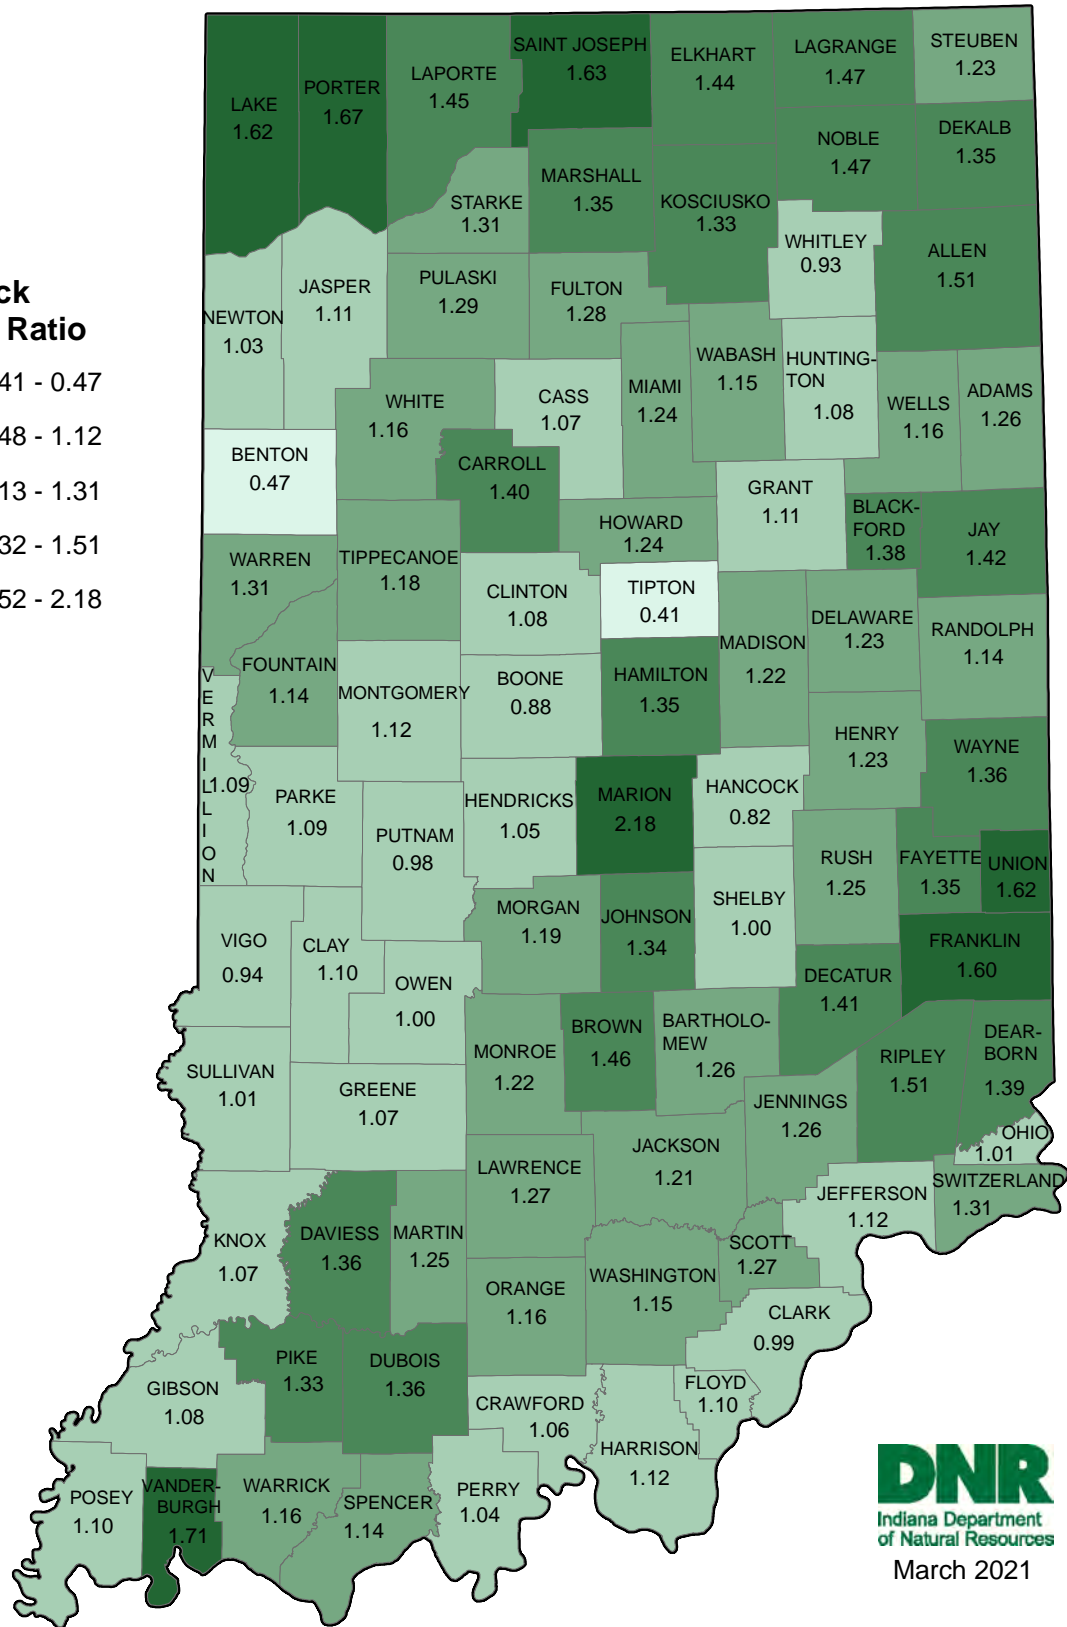 SAINT JOSEPH
1.63
ELKHART
1.44
LAGRANGE
1.47
STEUBEN
1.23
LAPORTE
1.45
PORTER
1.67
LAKE
1.62
NOBLE
1.47
DEKALB
1.35
MARSHALL
1.35
KOSCIUSKO
1.33
STARKE
1.31
WHITLEY
0.93
ALLEN
1.51
JASPER
1.11
PULASKI
1.29
FULTON
1.28
NEWTON
1.03
ck
Ratio
41 - 0.47
48 - 1.12
13 - 1.31
32 - 1.51
52 - 2.18
WABASH
1.15
HUNTING-
TON
1.08
MIAMI
1.24
CASS
1.07
WHITE
1.16
WELLS
1.16
ADAMS
1.26
BENTON
0.47
CARROLL
1.40
GRANT
1.11
BLACK-
FORD
1.38
JAY
1.42
HOWARD
1.24
WARREN
1.31
TIPPECANOE
1.18
CLINTON
1.08
TIPTON
0.41
DELAWARE
1.23
RANDOLPH
1.14
MADISON
1.22
FOUNTAIN
1.14
MONTGOMERY
1.12
BOONE
0.88
HAMILTON
1.35
VERMILLION
1.09
HENRY
1.23
WAYNE
1.36
PARKE
1.09
HENDRICKS
1.05
MARION
2.18
HANCOCK
0.82
PUTNAM
0.98
RUSH
1.25
FAYETTE
1.35
UNION
1.62
MORGAN
1.19
JOHNSON
1.34
SHELBY
1.00
VIGO
0.94
CLAY
1.10
FRANKLIN
1.60
OWEN
1.00
DECATUR
1.41
BROWN
1.46
BARTHOLO-
MEW
1.26
MONROE
1.22
DEAR-
BORN
1.39
RIPLEY
1.51
SULLIVAN
1.01
GREENE
1.07
JENNINGS
1.26
OHIO
1.01
JACKSON
1.21
LAWRENCE
1.27
JEFFERSON
1.12
SWITZERLAND
1.31
KNOX
1.07
DAVIESS
1.36
MARTIN
1.25
SCOTT
1.27
WASHINGTON
1.15
ORANGE
1.16
CLARK
0.99
PIKE
1.33
DUBOIS
1.36
GIBSON
1.08
FLOYD
1.10
CRAWFORD
1.06
HARRISON
1.12
POSEY
1.10
VANDER-
BURGH
1.71
WARRICK
1.16
SPENCER
1.14
PERRY
1.04
DNR
Indiana Department
of Natural Resources
March 2021